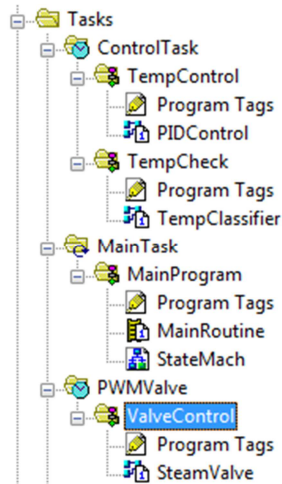 Tasks
ControlTask
TempControl
Program Tags
PIDControl
TempCheck
Program Tags
TempClassifier
MainTask
MainProgram
Program Tags
MainRoutine
StateMach
PWMValve
ValveControl
Program Tags
SteamValve